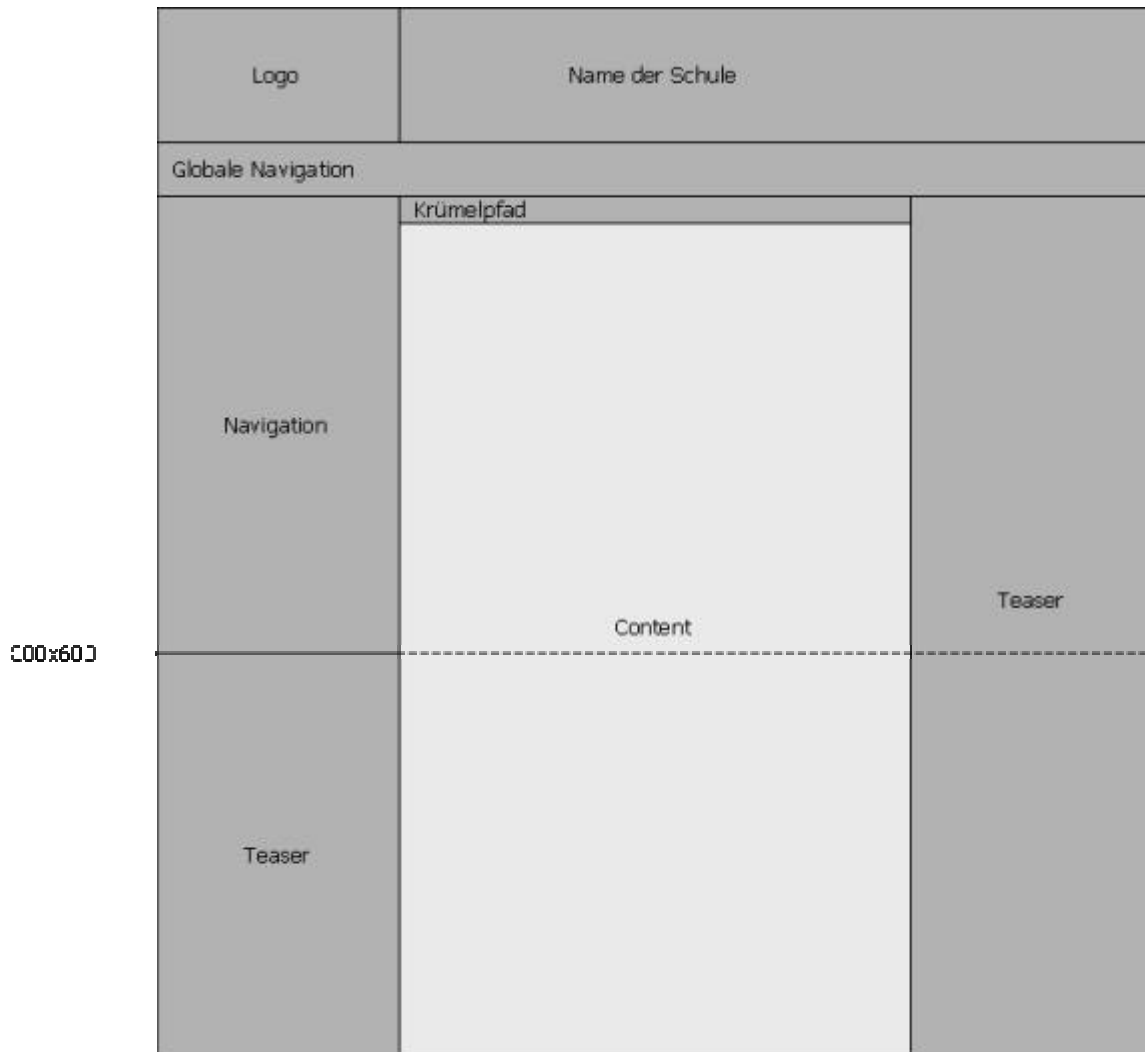 Logo
Name der Schule
Globale Navigation
Krümelpfad
Navigation
Teaser
Content
Teaser